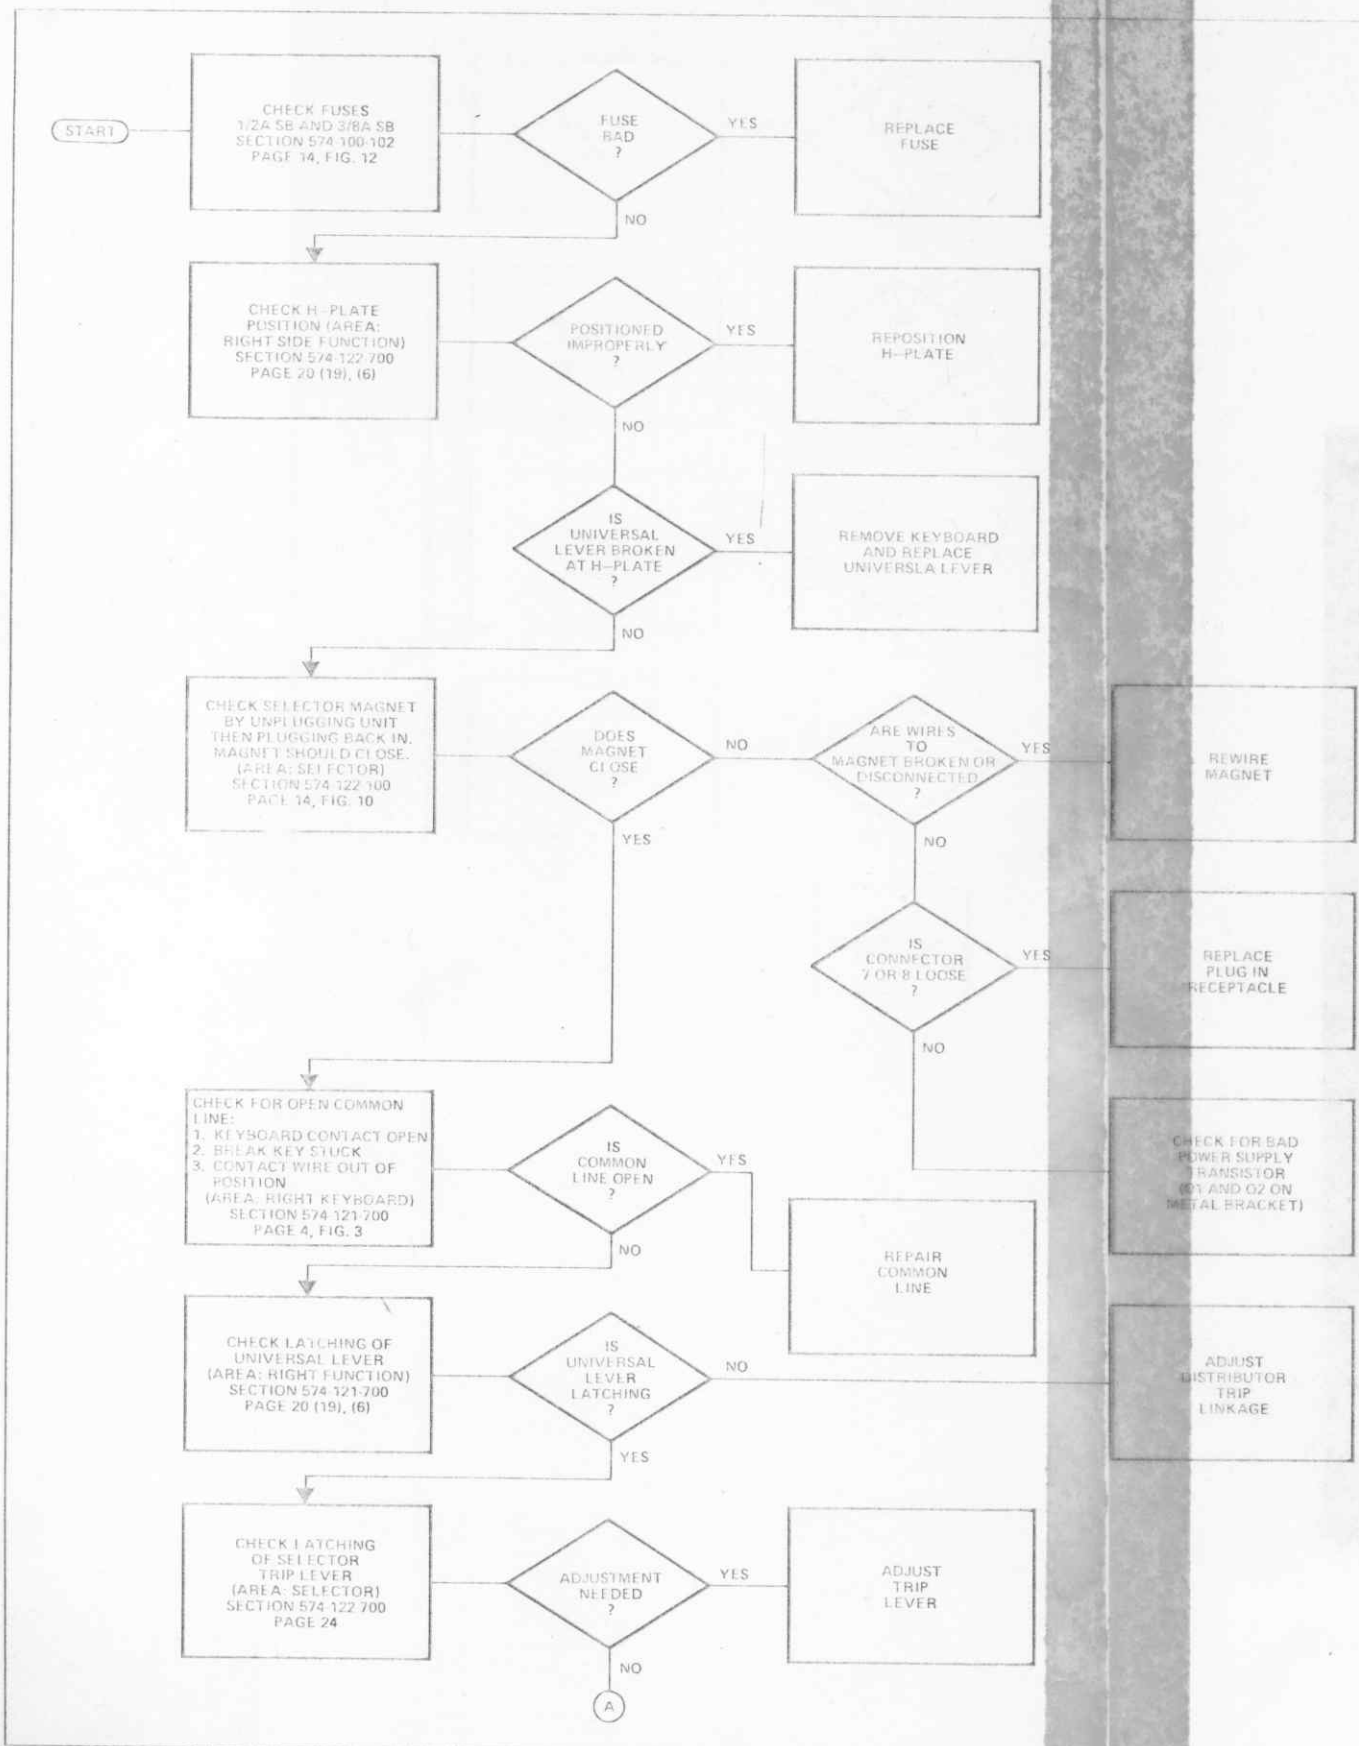 START
CHECK FUSES
1/2A SB AND 3/8A SB
SECTION 574-100-102
PAGE 14, FIG. 12
FUSE
BAD
?
YES
REPLACE
FUSE
NO
CHECK H-PLATE
POSITION (AREA:
RIGHT SIDE FUNCTION)
SECTION 574-122-700
PAGE 20 (19), (6)
POSITIONED
IMPROPERLY
?
YES
REPOSITION
H-PLATE
NO
IS
UNIVERSAL
LEVER BROKEN
AT H-PLATE
?
YES
REMOVE KEYBOARD
AND REPLACE
UNIVERSLA LEVER
NO
CHECK SELECTOR MAGNET
BY UNPLUGGING UNIT
THEN PLUGGING BACK IN.
MAGNET SHOULD CLOSE.
(AREA: SELECTOR)
SECTION 574-122-100
PAGE 14, FIG. 10
DOES
MAGNET
CLOSE
?
NO
ARE WIRES
TO
MAGNET BROKEN OR
DISCONNECTED
?
YES
REWIRE
MAGNET
YES
NO
IS
CONNECTOR
7 OR 8 LOOSE
?
YES
REPLACE
PLUG IN
RECEPTACLE
NO
CHECK FOR OPEN COMMON
LINE:
1. KEYBOARD CONTACT OPEN
2. BREAK KEY STUCK
3. CONTACT WIRE OUT OF
POSITION
(AREA: RIGHT KEYBOARD)
SECTION 574-121-700
PAGE 4, FIG. 3
IS
COMMON
LINE OPEN
?
YES
CHECK FOR BAD
POWER SUPPLY
TRANSISTOR
(Q1 AND Q2 ON
METAL BRACKET)
NO
REPAIR
COMMON
LINE
CHECK LATCHING OF
UNIVERSAL LEVER
(AREA: RIGHT FUNCTION)
SECTION 574-121-700
PAGE 20 (19), (6)
IS
UNIVERSAL
LEVER
LATCHING
?
NO
ADJUST
DISTRIBUTOR
TRIP
LINKAGE
YES
CHECK LATCHING
OF SELECTOR
TRIP LEVER
(AREA: SELECTOR)
SECTION 574-122-700
PAGE 24
ADJUSTMENT
NEEDED
?
YES
ADJUST
TRIP
LEVER
NO
A